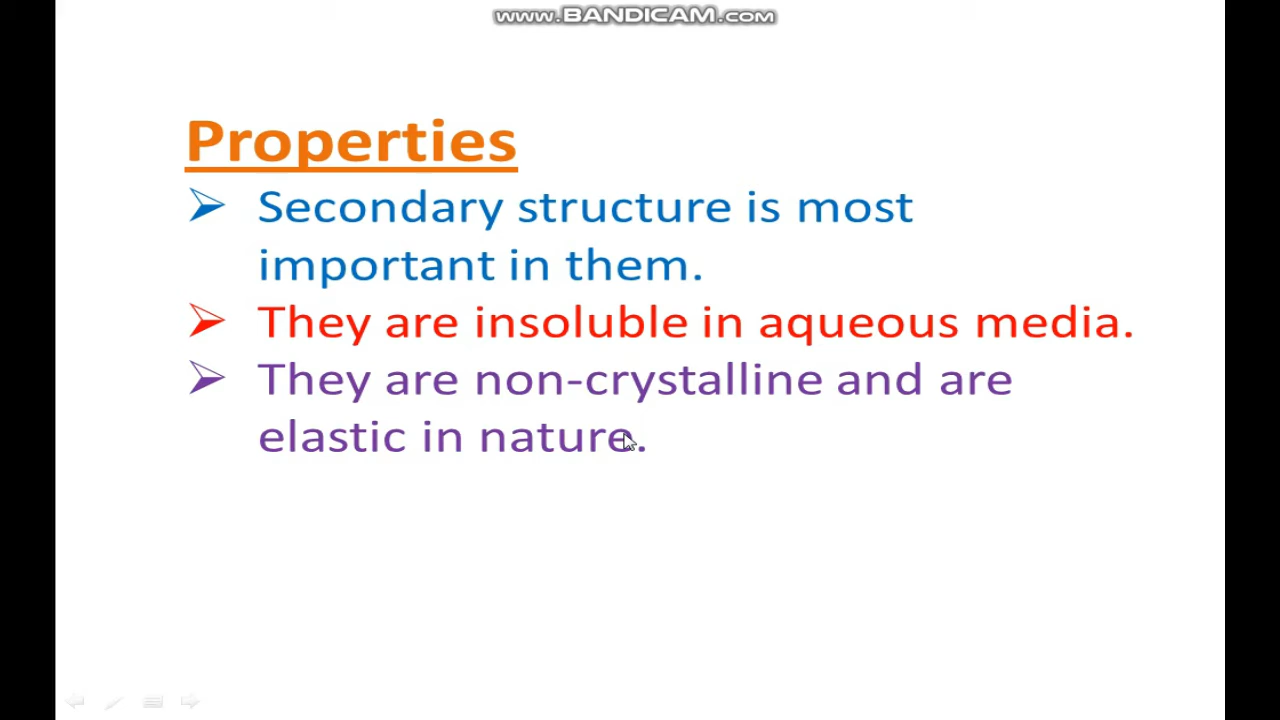 www.BANDICAM.com
Properties
Secondary structure is most
important in them.
They are insoluble in aqueous media.
They are non-crystalline and are
elastic in nature.